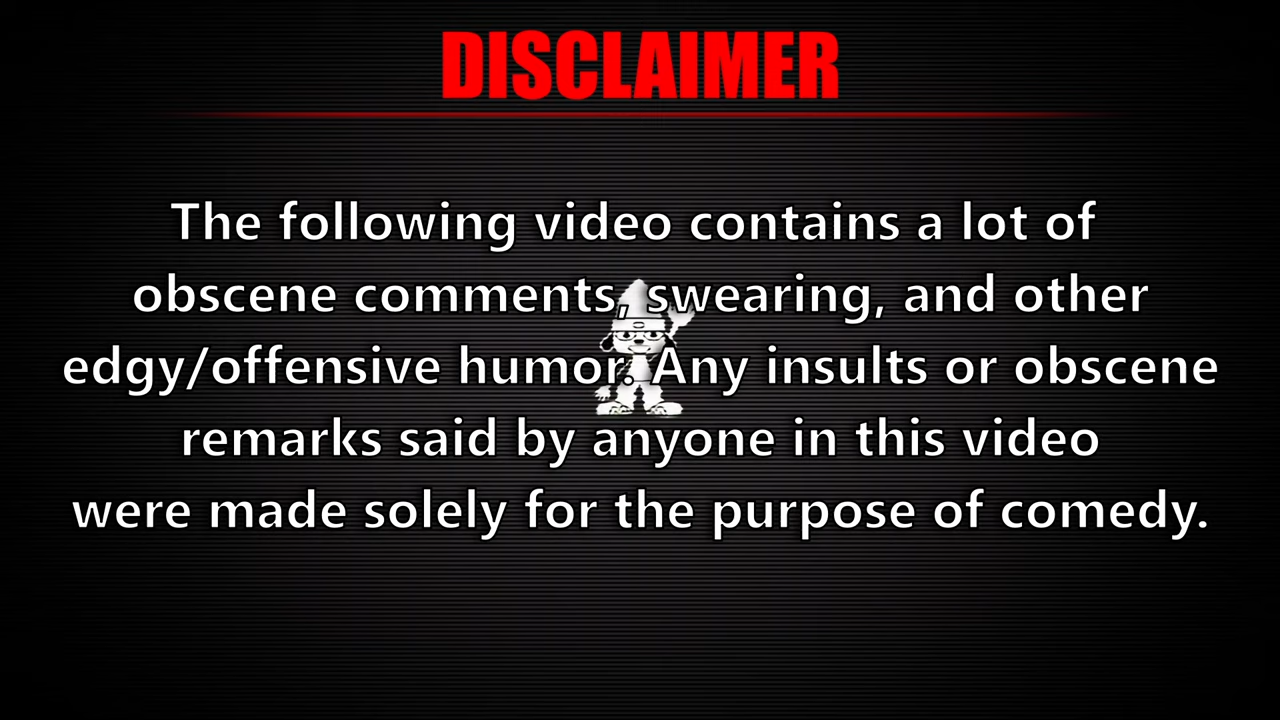 DISCLAIMER
The following video contains a lot of
obscene comments, swearing, and other
edgy/offensive humor. Any insults or obscene
remarks said by anyone in this video
were made solely for the purpose of comedy.